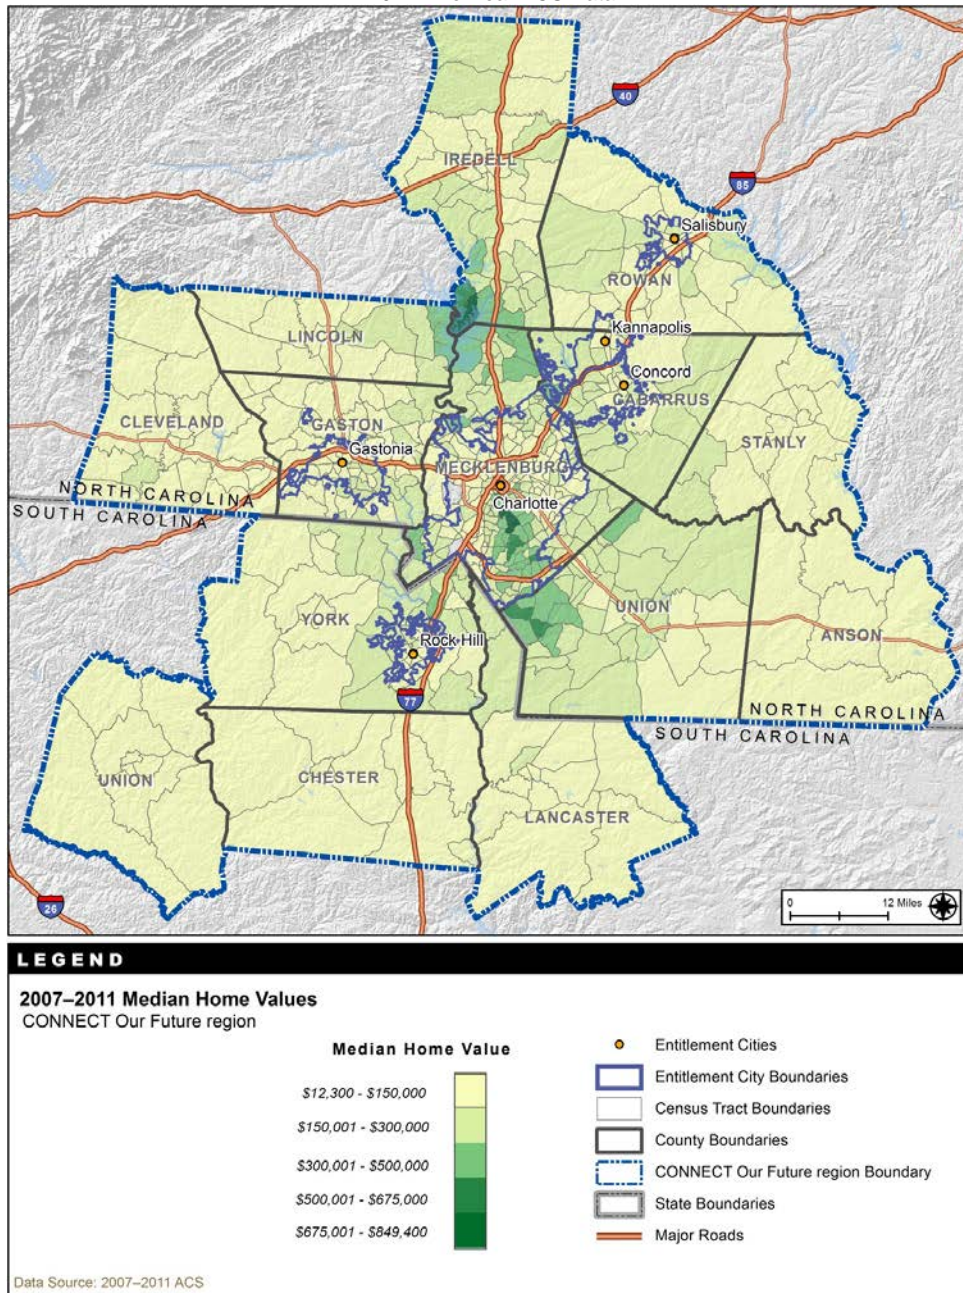 40
IREDELL
85
Salisbury
ROWAN
Kannapolis
LINCOLN
Concord
CABARRUS
CLEVELAND
GASTON
STANLY
Gastonia
MECKLENBURG
NORTH CAROLINA
Charlotte
SOUTH CAROLINA
UNION
YORK
ANSON
Rock Hill
77
NORTH CAROLINA
SOUTH CAROLINA
UNION
CHESTER
LANCASTER
26
0 12 Miles
LEGEND
2007–2011 Median Home Values
CONNECT Our Future region
Median Home Value
$12,300 - $150,000
$150,001 - $300,000
$300,001 - $500,000
$500,001 - $675,000
$675,001 - $849,400
Entitlement Cities
Entitlement City Boundaries
Census Tract Boundaries
County Boundaries
CONNECT Our Future region Boundary
State Boundaries
Major Roads
Data Source: 2007–2011 ACS